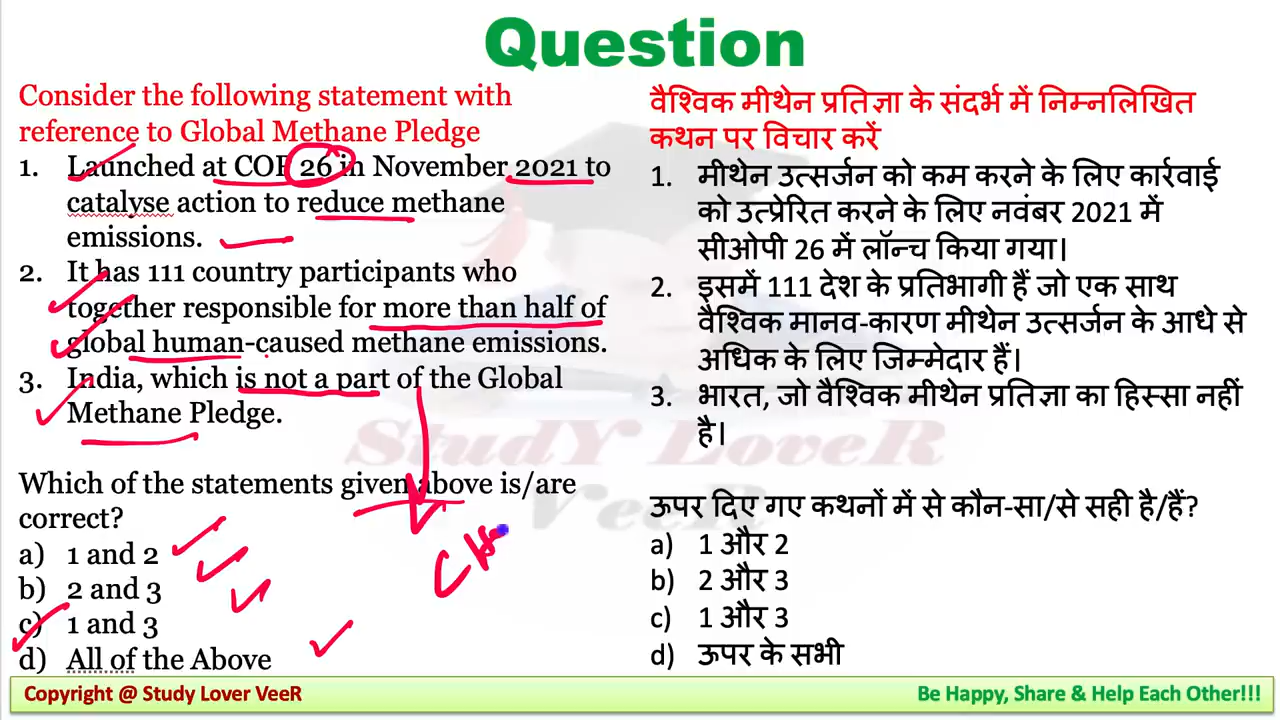 Question
Consider the following statement with
reference to Global Methane Pledge
1. Launched at COP 26 in November 2021 to
catalyse action to reduce methane
emissions.
2. It has 111 country participants who
together responsible for more than half of
global human-caused methane emissions.
3. India, which is not a part of the Global
Methane Pledge.
Which of the statements given above is/are
correct?
a) 1 and 2
b) 2 and 3
c) 1 and 3
d) All of the Above
वैश्विक मीथेन प्रतिज्ञा के संदर्भ में निम्नलिखित
कथन पर विचार करें
1. मीथेन उत्सर्जन को कम करने के लिए कार्रवाई
को उत्प्रेरित करने के लिए नवंबर 2021 में
सीओपी 26 में लॉन्च किया गया।
2. इसमें 111 देश के प्रतिभागी हैं जो एक साथ
वैश्विक मानव-कारण मीथेन उत्सर्जन के आधे से
अधिक के लिए जिम्मेदार हैं।
3. भारत, जो वैश्विक मीथेन प्रतिज्ञा का हिस्सा नहीं
है।
ऊपर दिए गए कथनों में से कौन-सा/से सही है/हैं?
a) 1 और 2
b) 2 और 3
c) 1 और 3
d) ऊपर के सभी
StudY LoveR
VeeR
Copyright @ Study Lover VeeR
Be Happy, Share & Help Each Other!!!